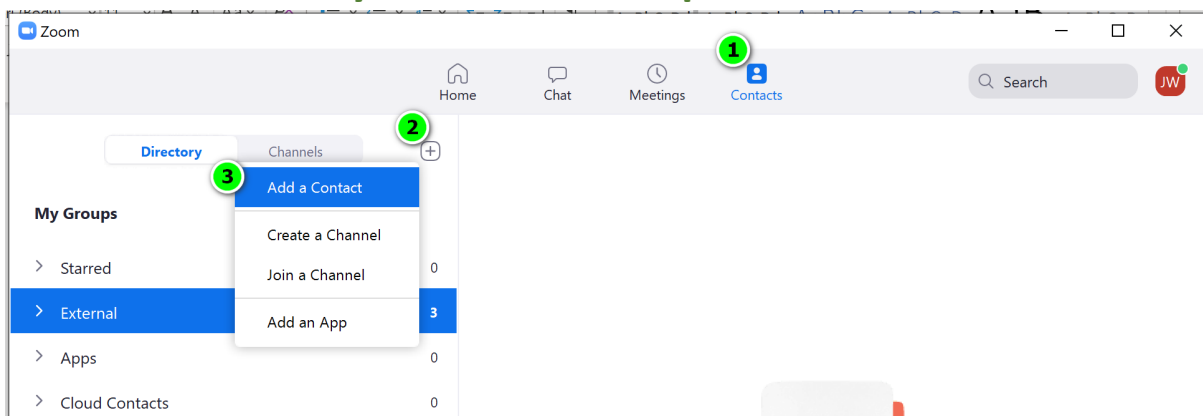 Zoom
1
Home Chat Meetings Contacts
Search
JW
2
Directory Channels
3
Add a Contact
My Groups
Create a Channel
Starred 0
Join a Channel
External 3
Add an App
Apps 0
Cloud Contacts 0